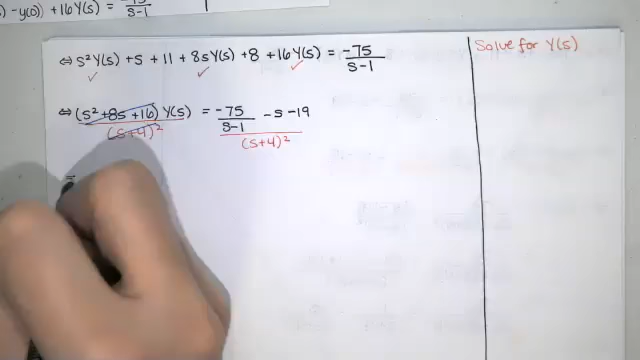 s) -y(0)) +16Y(s) = -75/(s-1)
⇔ s²Y(s) +s + 11 + 8sY(s) +8 +16Y(s) = -75/(s-1)
Solve for Y(s)
⇔ (s² +8s +16) Y(s) = -75/(s-1) -s -19
(s+4)² (s+4)²